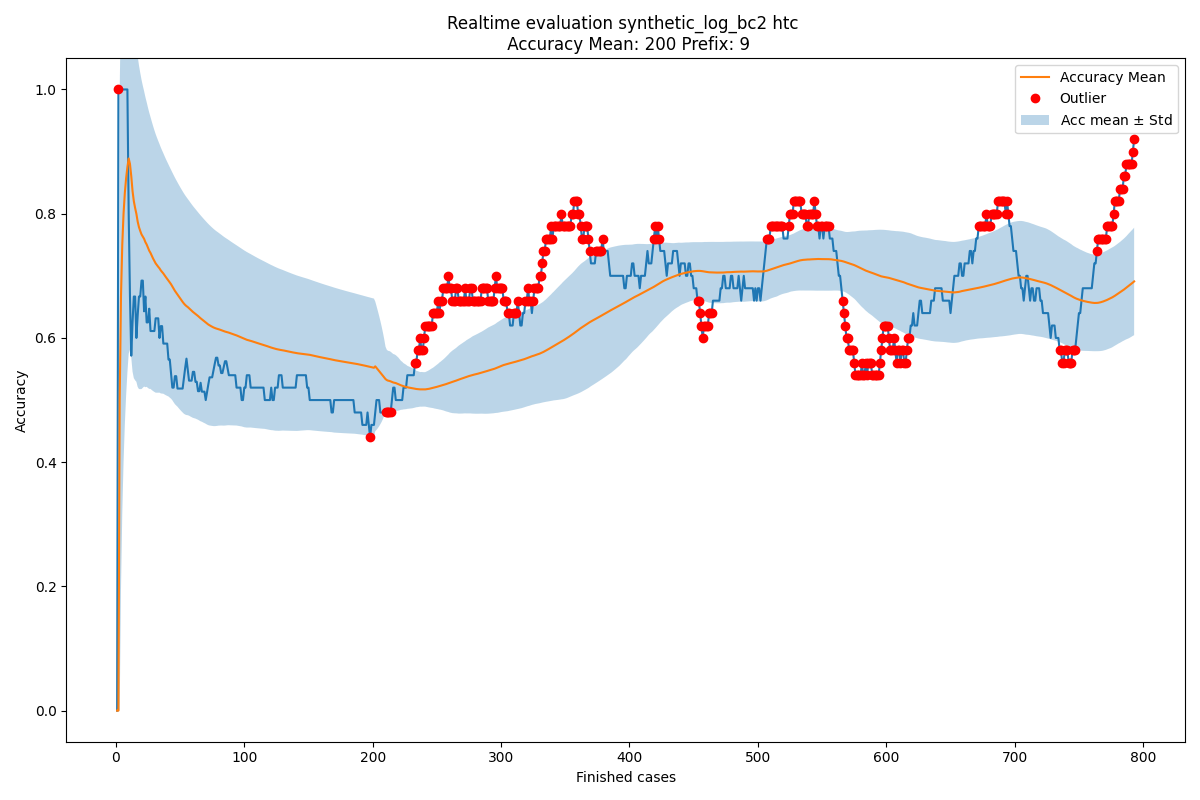 Realtime evaluation synthetic_log_bc2 htc
Accuracy Mean: 200 Prefix: 9
Accuracy Mean
Outlier
Acc mean ± Std
1.0
0.8
0.6
0.4
0.2
0.0
Accuracy
0 100 200 300 400 500 600 700 800
Finished cases